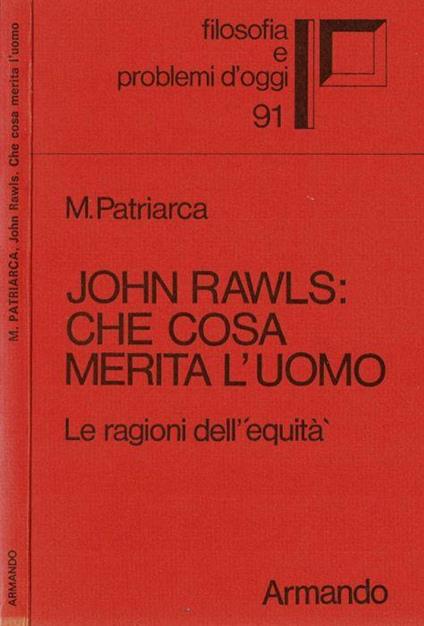 M. PATRIARCA, John Rawls. Che cosa merita l'uomo
ARMANDO
filosofia
e
problemi d'oggi
91
M.Patriarca
JOHN RAWLS:
CHE COSA
MERITA L'UOMO
Le ragioni dell'´equità`
Armando